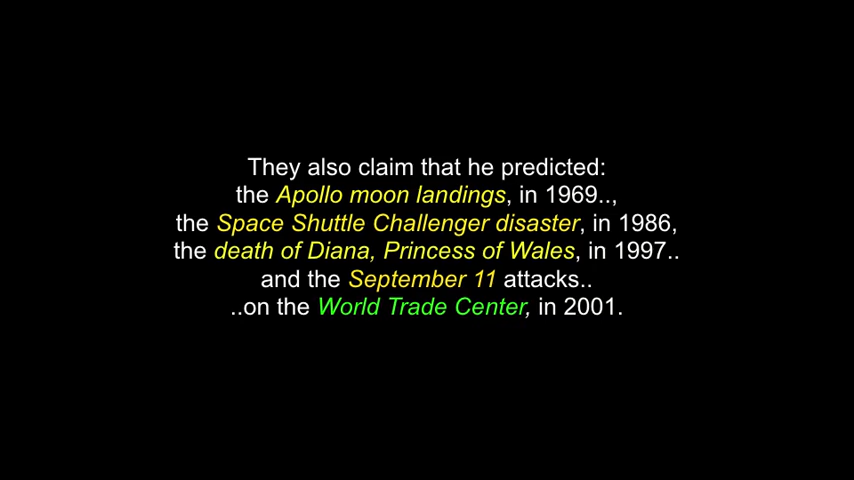 They also claim that he predicted:
the Apollo moon landings, in 1969..,
the Space Shuttle Challenger disaster, in 1986,
the death of Diana, Princess of Wales, in 1997..
and the September 11 attacks..
..on the World Trade Center, in 2001.